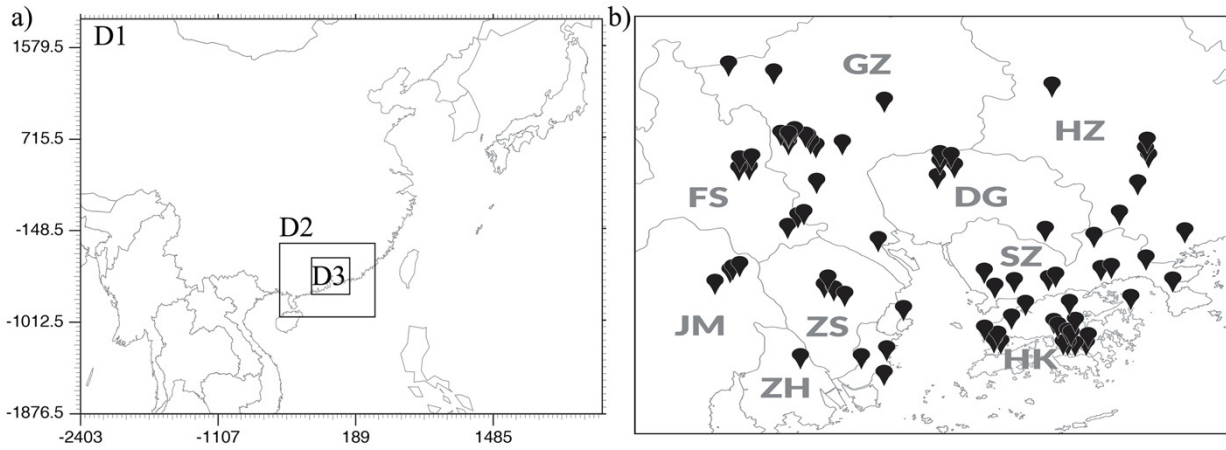 a)
D1
1579.5
715.5
-148.5
-1012.5
-1876.5
D2
D3
-2403
-1107
189
1485
b)
GZ
HZ
FS
DG
SZ
JM
ZS
HK
ZH